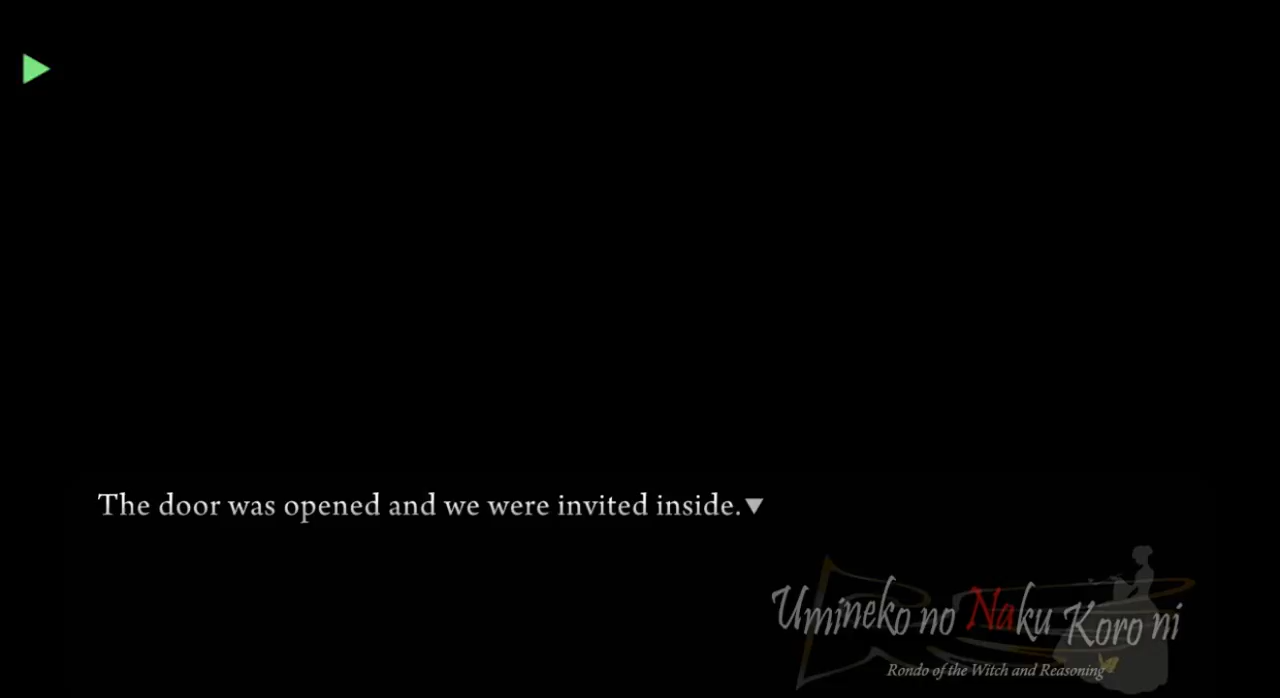 The door was opened and we were invited inside.
Umineko no Naku Koro ni
Rondo of the Witch and Reasoning